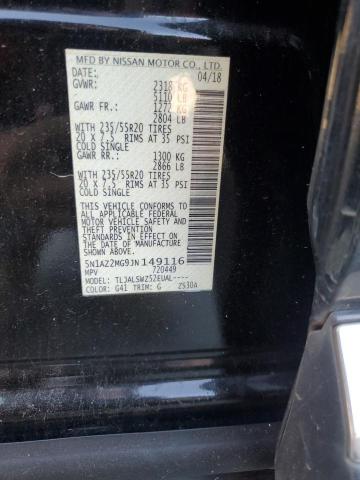 MFD BY NISSAN MOTOR CO., LTD.
DATE: 04/18
GVWR: 2318 KG
5110 LB
GAWR FR.: 1272 KG
2804 LB
WITH 235/55R20 TIRES
20 X 7.5 RIMS AT 35 PSI
COLD SINGLE
GAWR RR.: 1300 KG
2866 LB
WITH 235/55R20 TIRES
20 X 7.5 RIMS AT 35 PSI
COLD SINGLE
THIS VEHICLE CONFORMS TO
ALL APPLICABLE FEDERAL
MOTOR VEHICLE SAFETY
STANDARDS IN EFFECT ON
THE DATE OF MANUFACTURE
SHOWN ABOVE.
5N1AZ2MG9JN149116
MPV 720449
MODEL: TLJALSWZ52EUAL----
COLOR: G41 TRIM: G ZS30A